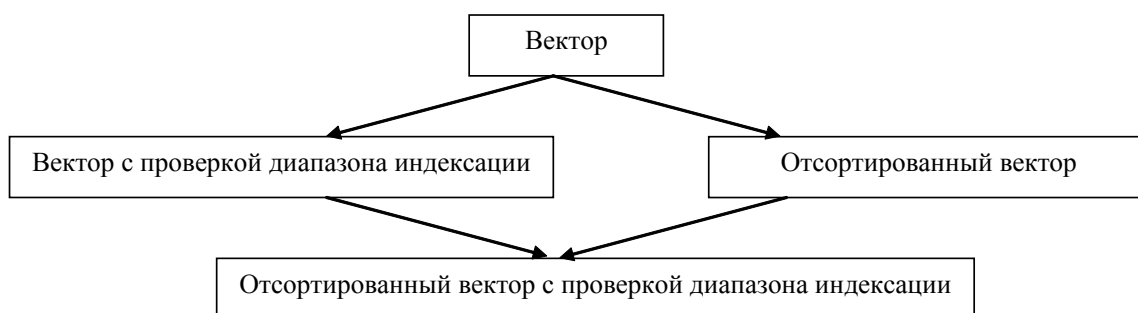 Вектор
Вектор с проверкой диапазона индексации
Отсортированный вектор
Отсортированный вектор с проверкой диапазона индексации